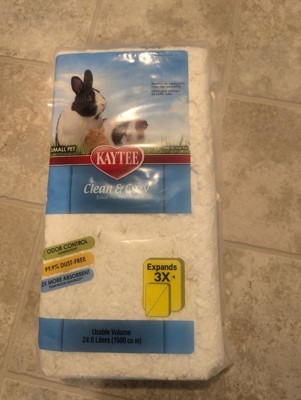 SMALL PET
KAYTEE
Clean & Cozy
ODOR CONTROL
99.9% DUST-FREE
2X MORE ABSORBENT
Expands
3X
Usable Volume
24.6 Liters (1500 cu in)